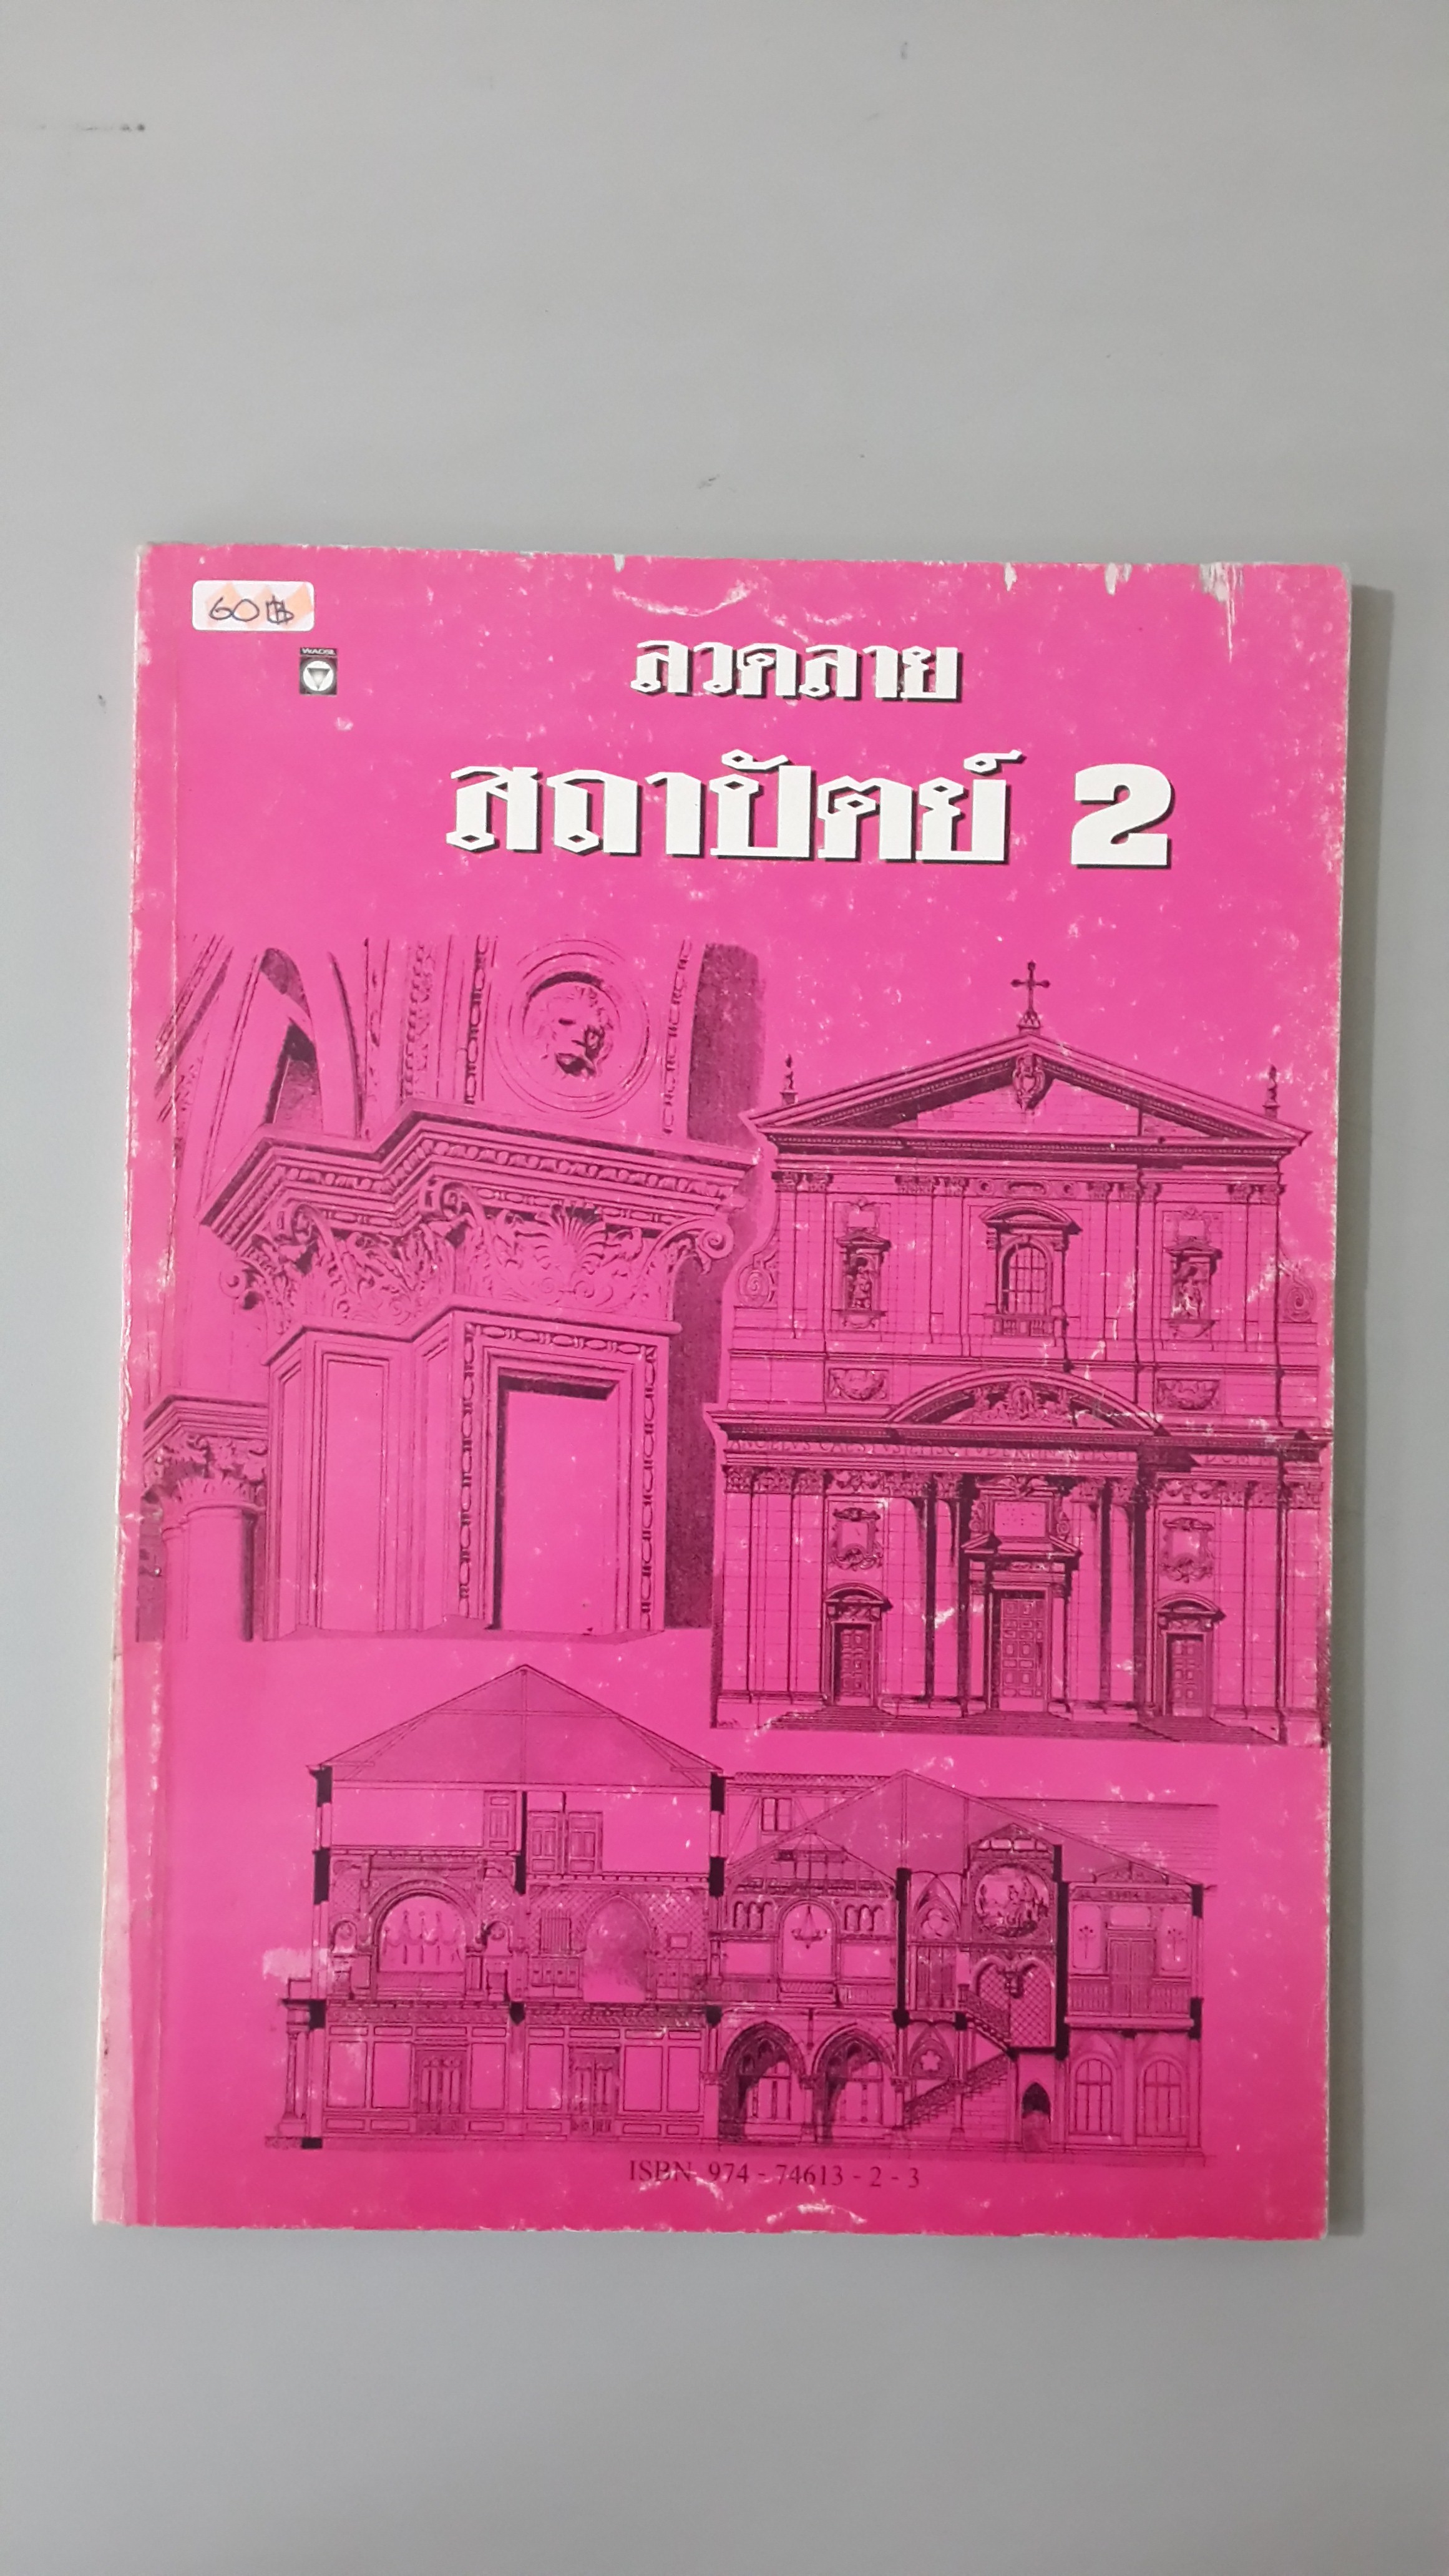 60฿
WADSL
ลวดลาย
สถาปัตย์ 2
ISBN 974 - 74613 - 2 - 3